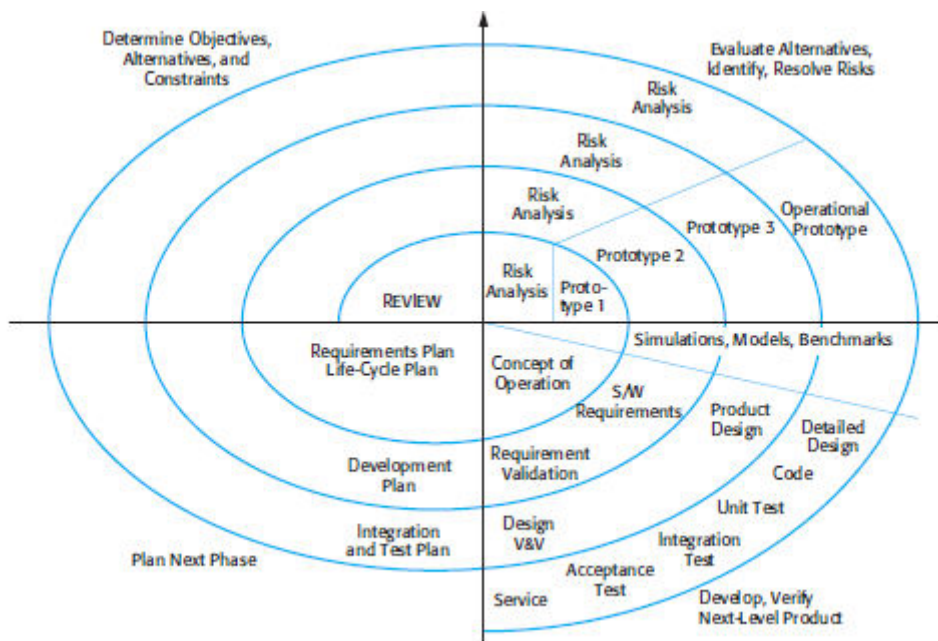 Determine Objectives,
Alternatives, and
Constraints
Evaluate Alternatives,
Identify, Resolve Risks
Risk
Analysis
Risk
Analysis
Risk
Analysis
Risk
Analysis
Proto-
type 1
Prototype 2
Prototype 3
Operational
Prototype
REVIEW
Requirements Plan
Life-Cycle Plan
Simulations, Models, Benchmarks
Concept of
Operation
S/W
Requirements
Product
Design
Detailed
Design
Development
Plan
Requirement
Validation
Code
Unit Test
Integration
and Test Plan
Design
V&V
Integration
Test
Plan Next Phase
Acceptance
Test
Service
Develop, Verify
Next-Level Product